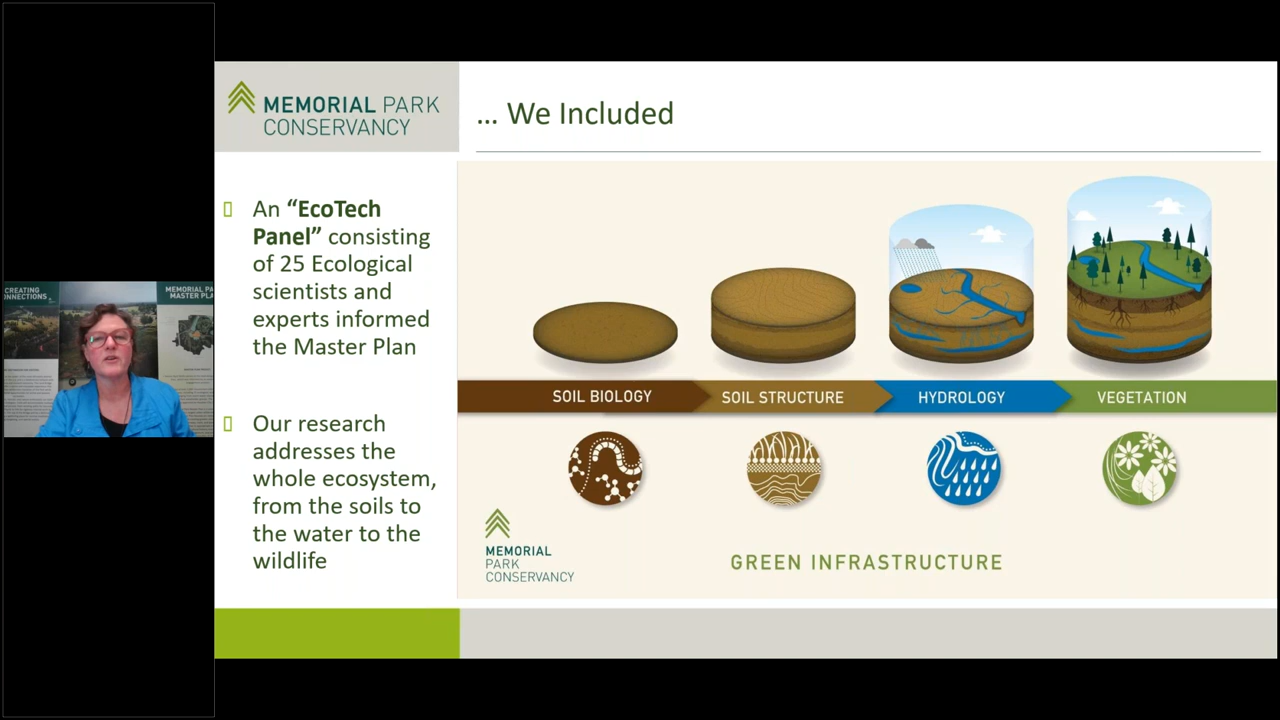 MEMORIAL PARK
CONSERVANCY
... We Included
An “EcoTech
Panel” consisting
of 25 Ecological
scientists and
experts informed
the Master Plan
Our research
addresses the
whole ecosystem,
from the soils to
the water to the
wildlife
SOIL BIOLOGY
SOIL STRUCTURE
HYDROLOGY
VEGETATION
MEMORIAL
PARK
CONSERVANCY
GREEN INFRASTRUCTURE
CREATING
CONNECTIONS
MEMORIAL PA
MASTER PLA